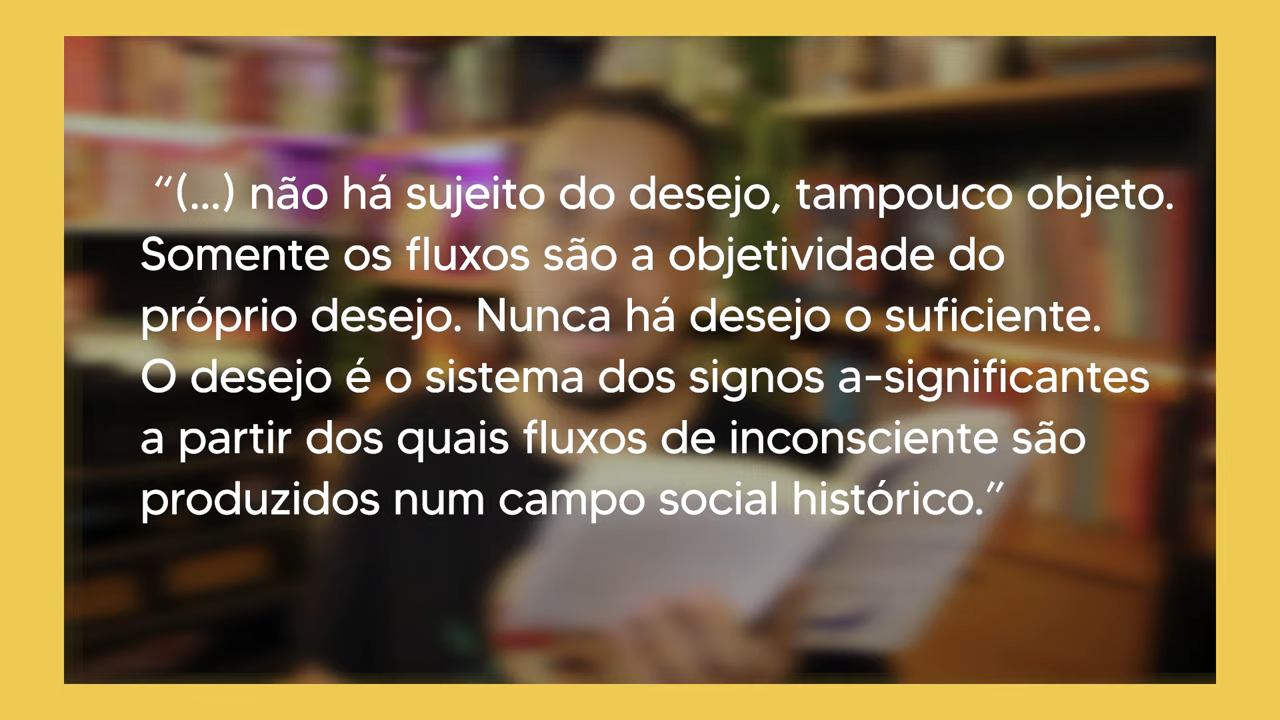 “(...) não há sujeito do desejo, tampouco objeto.
Somente os fluxos são a objetividade do
próprio desejo. Nunca há desejo o suficiente.
O desejo é o sistema dos signos a-significantes
a partir dos quais fluxos de inconsciente são
produzidos num campo social histórico.”